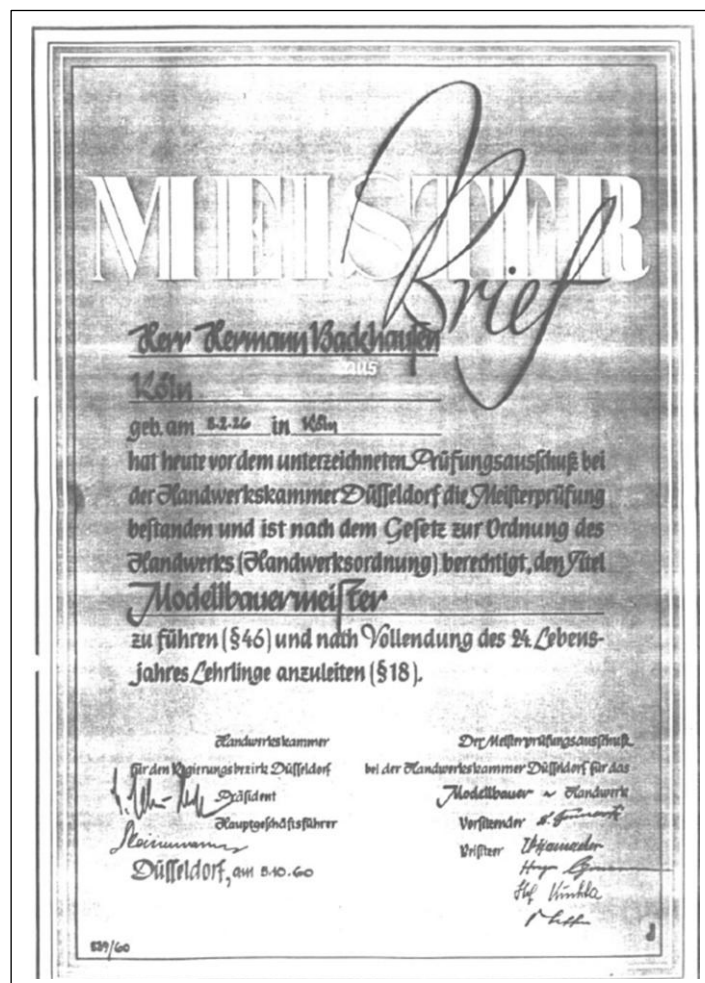 MEISTER
Brief
Herr Hermann Backhausen
aus
Köln
geb. am 8.2.26 in Köln
hat heute vor dem unterzeichneten Prüfungsausschuß bei
der Handwerkskammer Düsseldorf die Meisterprüfung
bestanden und ist nach dem Gesetz zur Ordnung des
Handwerks (Handwerksordnung) berechtigt, den Titel
Modellbauermeister
zu führen (§46) und nach Vollendung des 24. Lebens-
jahres Lehrlinge anzuleiten (§18).
Handwerkskammer
für den Regierungsbezirk Düsseldorf
Präsident
Hauptgeschäftsführer
Düsseldorf, am 8.10.60
Der Meisterprüfungsausschuß
bei der Handwerkskammer Düsseldorf für das
Modellbauer ~ Handwerk
Vorsitzender
Beisitzer
839/60